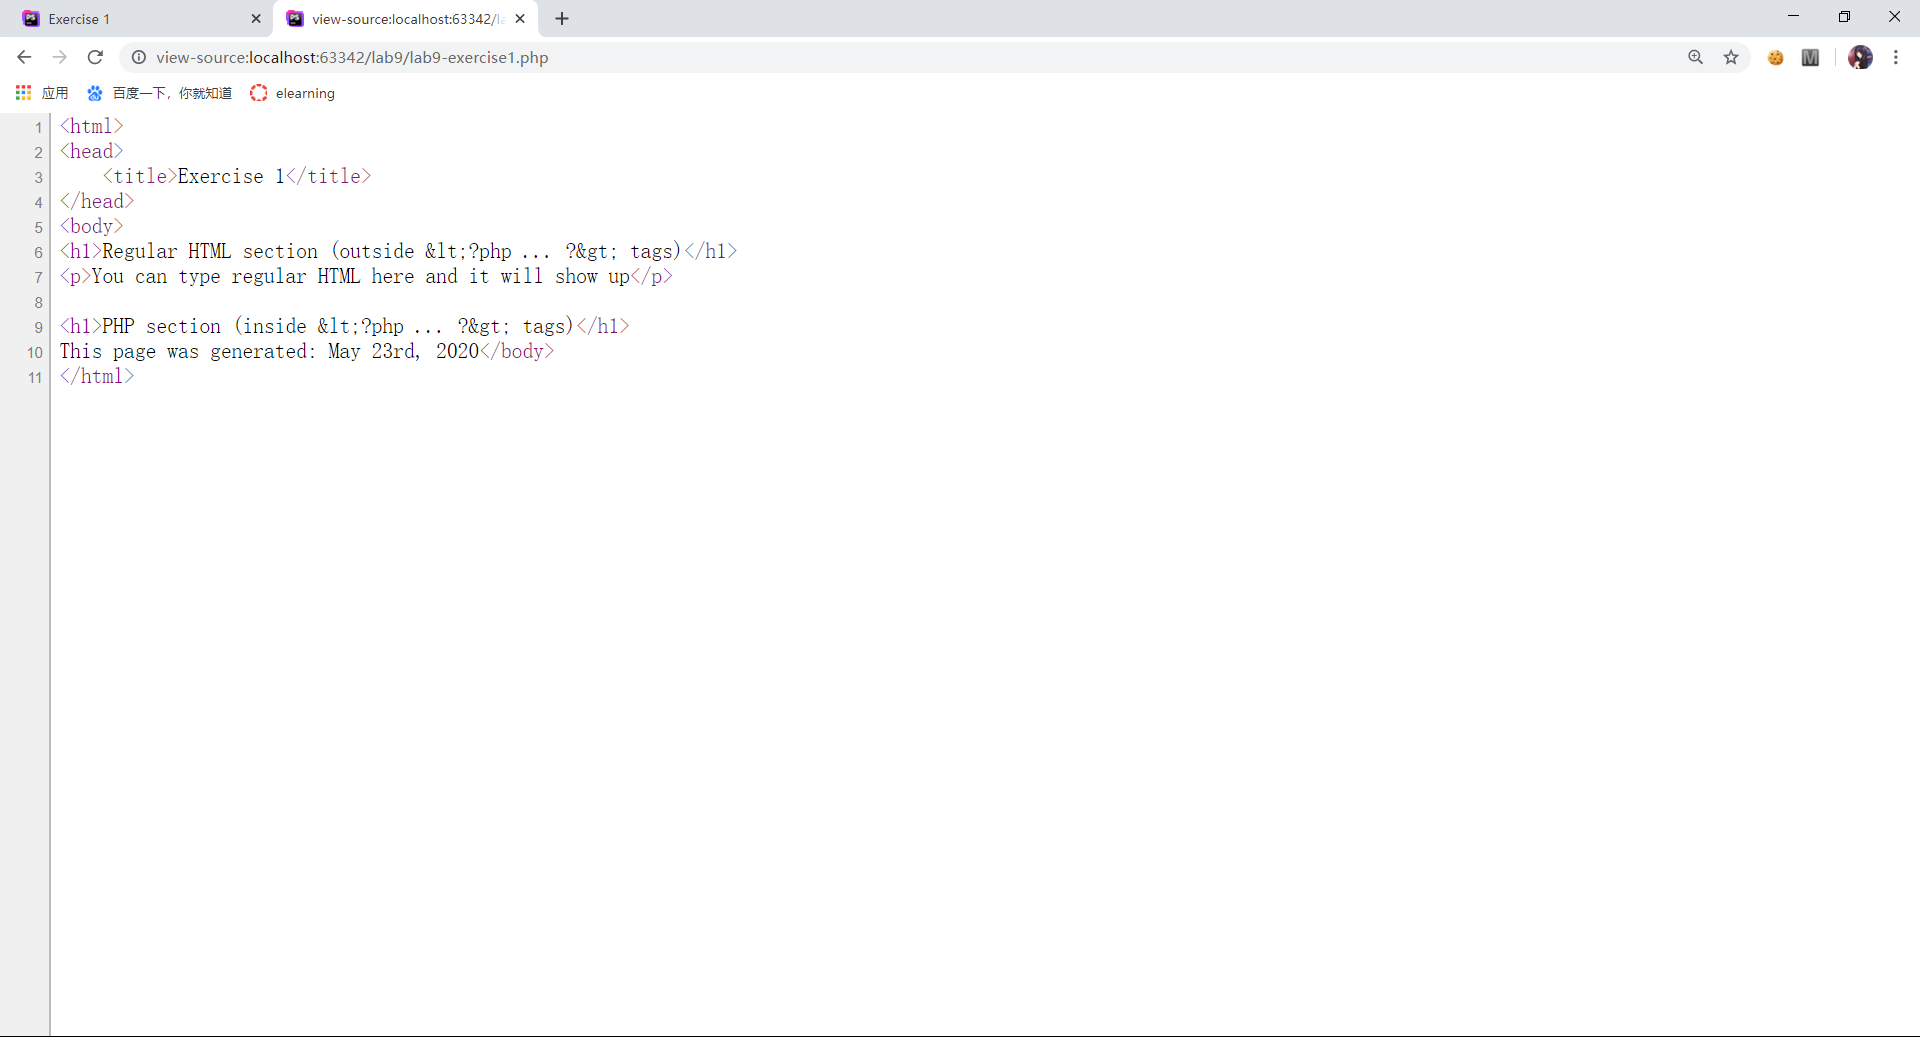 Exercise 1
view-source:localhost:63342/la
view-source:localhost:63342/lab9/lab9-exercise1.php
M
应用 百度一下，你就知道 elearning
1 <html>
2 <head>
3     <title>Exercise 1</title>
4 </head>
5 <body>
6 <h1>Regular HTML section (outside &lt;?php ... ?&gt; tags)</h1>
7 <p>You can type regular HTML here and it will show up</p>
8
9 <h1>PHP section (inside &lt;?php ... ?&gt; tags)</h1>
10 This page was generated: May 23rd, 2020</body>
11 </html>